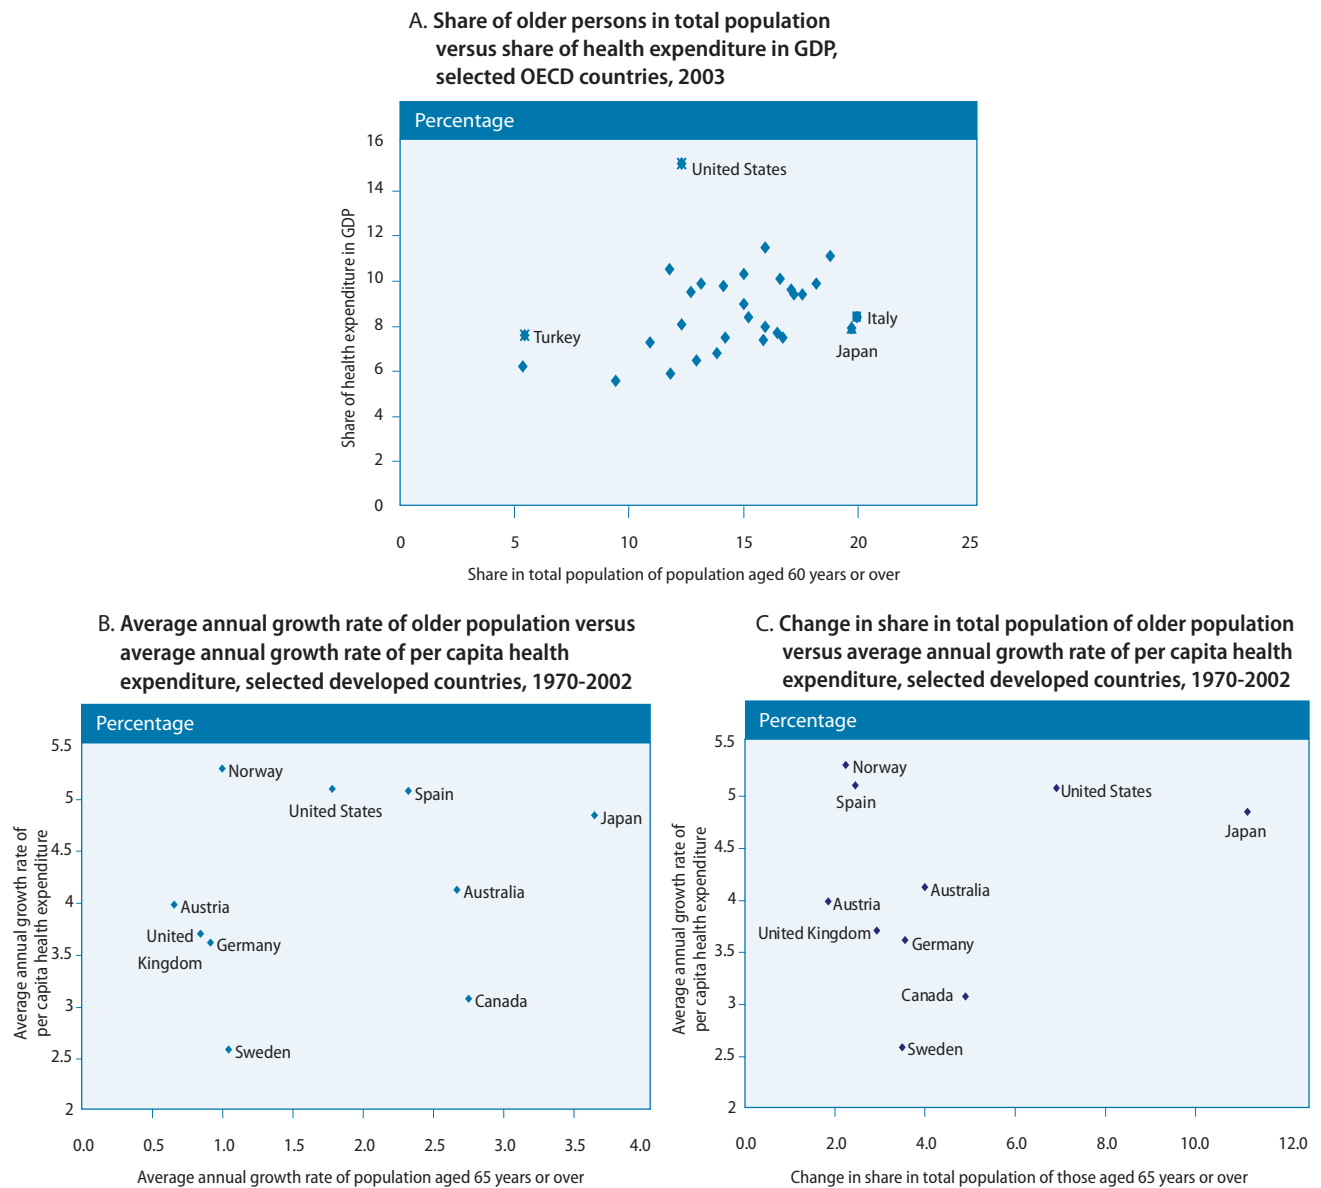 A. Share of older persons in total population
versus share of health expenditure in GDP,
selected OECD countries, 2003
Percentage
Share of health expenditure in GDP
16
14
12
10
8
6
4
2
0
United States
Turkey
Italy
Japan
0 5 10 15 20 25
Share in total population of population aged 60 years or over
B. Average annual growth rate of older population versus
average annual growth rate of per capita health
expenditure, selected developed countries, 1970-2002
Percentage
Average annual growth rate of
per capita health expenditure
5.5
5
4.5
4
3.5
3
2.5
2
Norway
United States
Spain
Japan
Australia
Austria
United
Kingdom
Germany
Canada
Sweden
0.0 0.5 1.0 1.5 2.0 2.5 3.0 3.5 4.0
Average annual growth rate of population aged 65 years or over
C. Change in share in total population of older population
versus average annual growth rate of per capita health
expenditure, selected developed countries, 1970-2002
Percentage
Average annual growth rate of
per capita health expenditure
5.5
5
4.5
4
3.5
3
2.5
2
Norway
Spain
United States
Japan
Australia
Austria
United Kingdom
Germany
Canada
Sweden
0.0 2.0 4.0 6.0 8.0 10.0 12.0
Change in share in total population of those aged 65 years or over